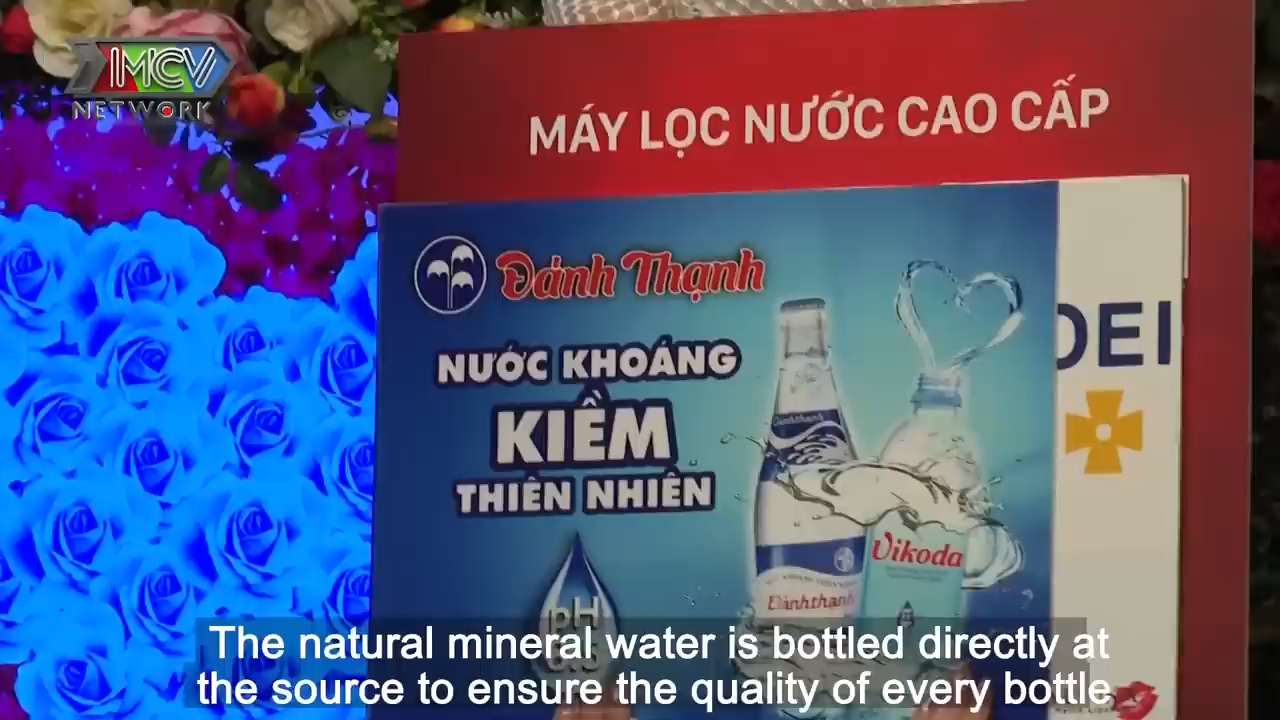 MCV
NETWORK
MÁY LỌC NƯỚC CAO CẤP
Đảnh Thạnh
NƯỚC KHOÁNG
KIỀM
THIÊN NHIÊN
DEI
Đảnhthạnh
Vikoda
Đảnhthạnh
pH
The natural mineral water is bottled directly at
the source to ensure the quality of every bottle